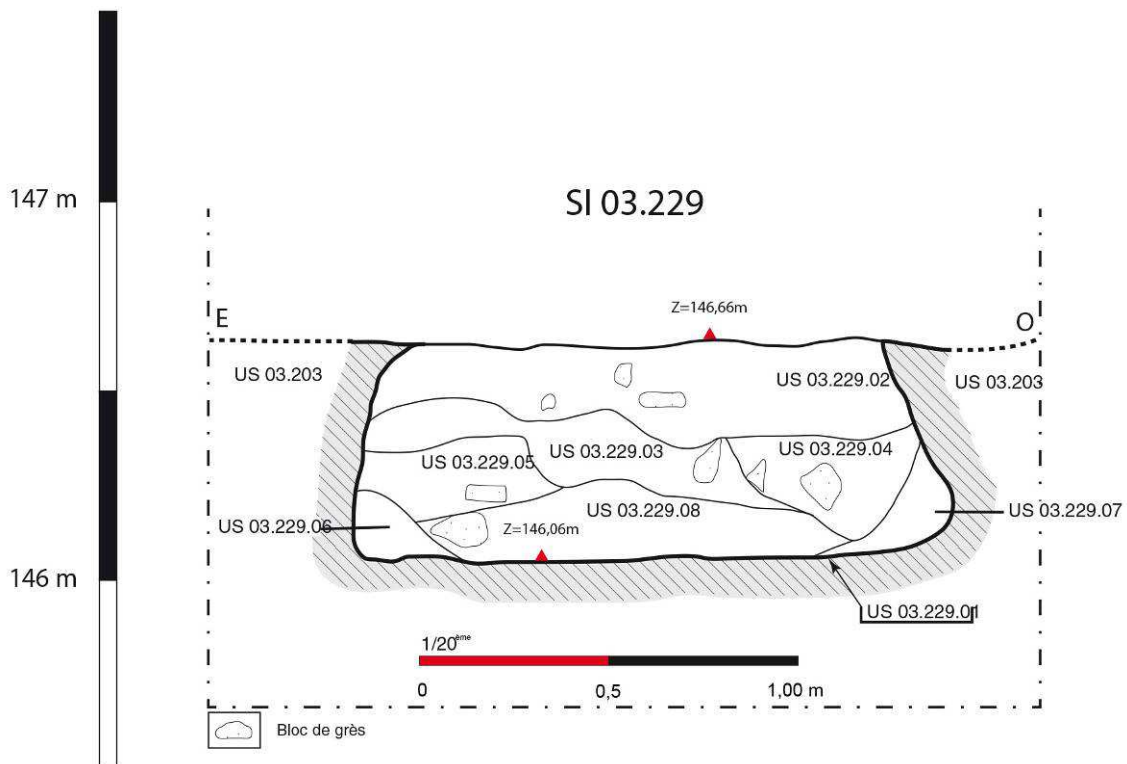 147 m
SI 03.229
Z=146,66m
E
O
US 03.203
US 03.229.02
US 03.203
US 03.229.03
US 03.229.04
US 03.229.05
US 03.229.08
US 03.229.07
US 03.229.06
Z=146,06m
146 m
US 03.229.01
1/20ème
0
0,5
1,00 m
Bloc de grès